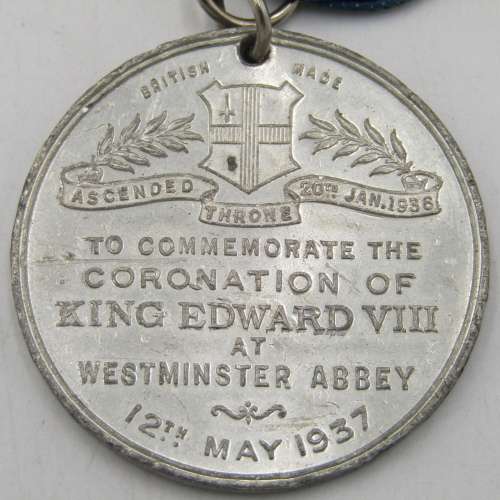 BRITISH MADE
ASCENDED THRONE 20TH JAN. 1936
TO COMMEMORATE THE
CORONATION OF
KING EDWARD VIII
AT
WESTMINSTER ABBEY
12TH MAY 1937